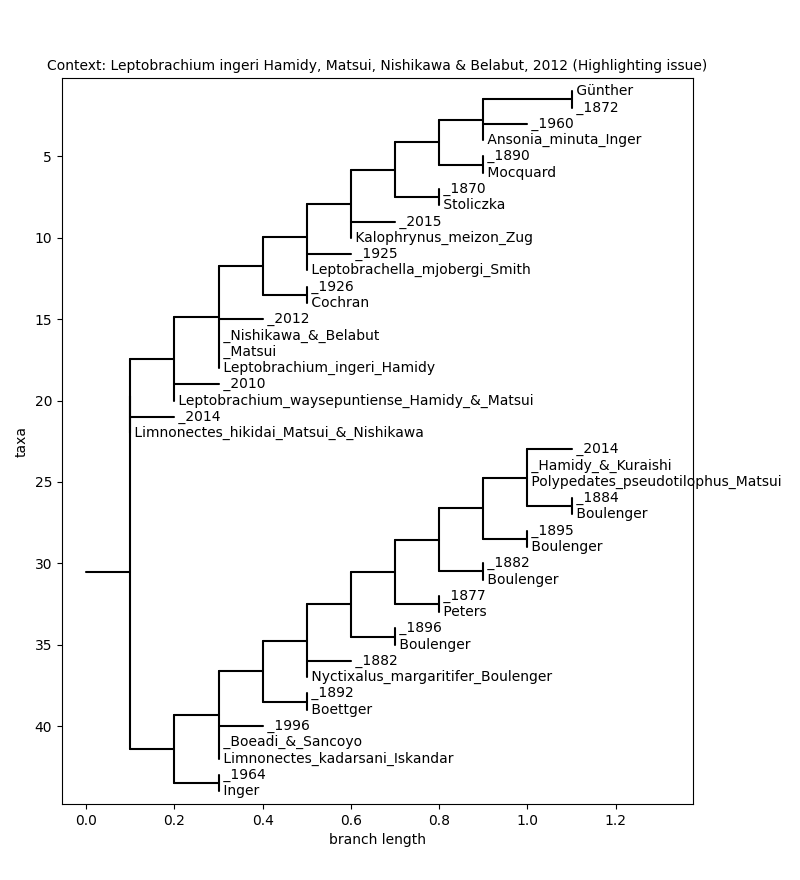 Context: Leptobrachium ingeri Hamidy, Matsui, Nishikawa & Belabut, 2012 (Highlighting issue)
Günther
_1872
_1960
Ansonia_minuta_Inger
_1890
Mocquard
_1870
Stoliczka
_2015
Kalophrynus_meizon_Zug
_1925
Leptobrachella_mjobergi_Smith
_1926
Cochran
_2012
_Nishikawa_&_Belabut
_Matsui
Leptobrachium_ingeri_Hamidy
_2010
Leptobrachium_waysepuntiense_Hamidy_&_Matsui
_2014
Limnonectes_hikidai_Matsui_&_Nishikawa
_2014
_Hamidy_&_Kuraishi
Polypedates_pseudotilophus_Matsui
_1884
Boulenger
_1895
Boulenger
_1882
Boulenger
_1877
Peters
_1896
Boulenger
_1882
Nyctixalus_margaritifer_Boulenger
_1892
Boettger
_1996
_Boeadi_&_Sancoyo
Limnonectes_kadarsani_Iskandar
_1964
Inger
5
10
15
20
25
30
35
40
taxa
0.0 0.2 0.4 0.6 0.8 1.0 1.2
branch length